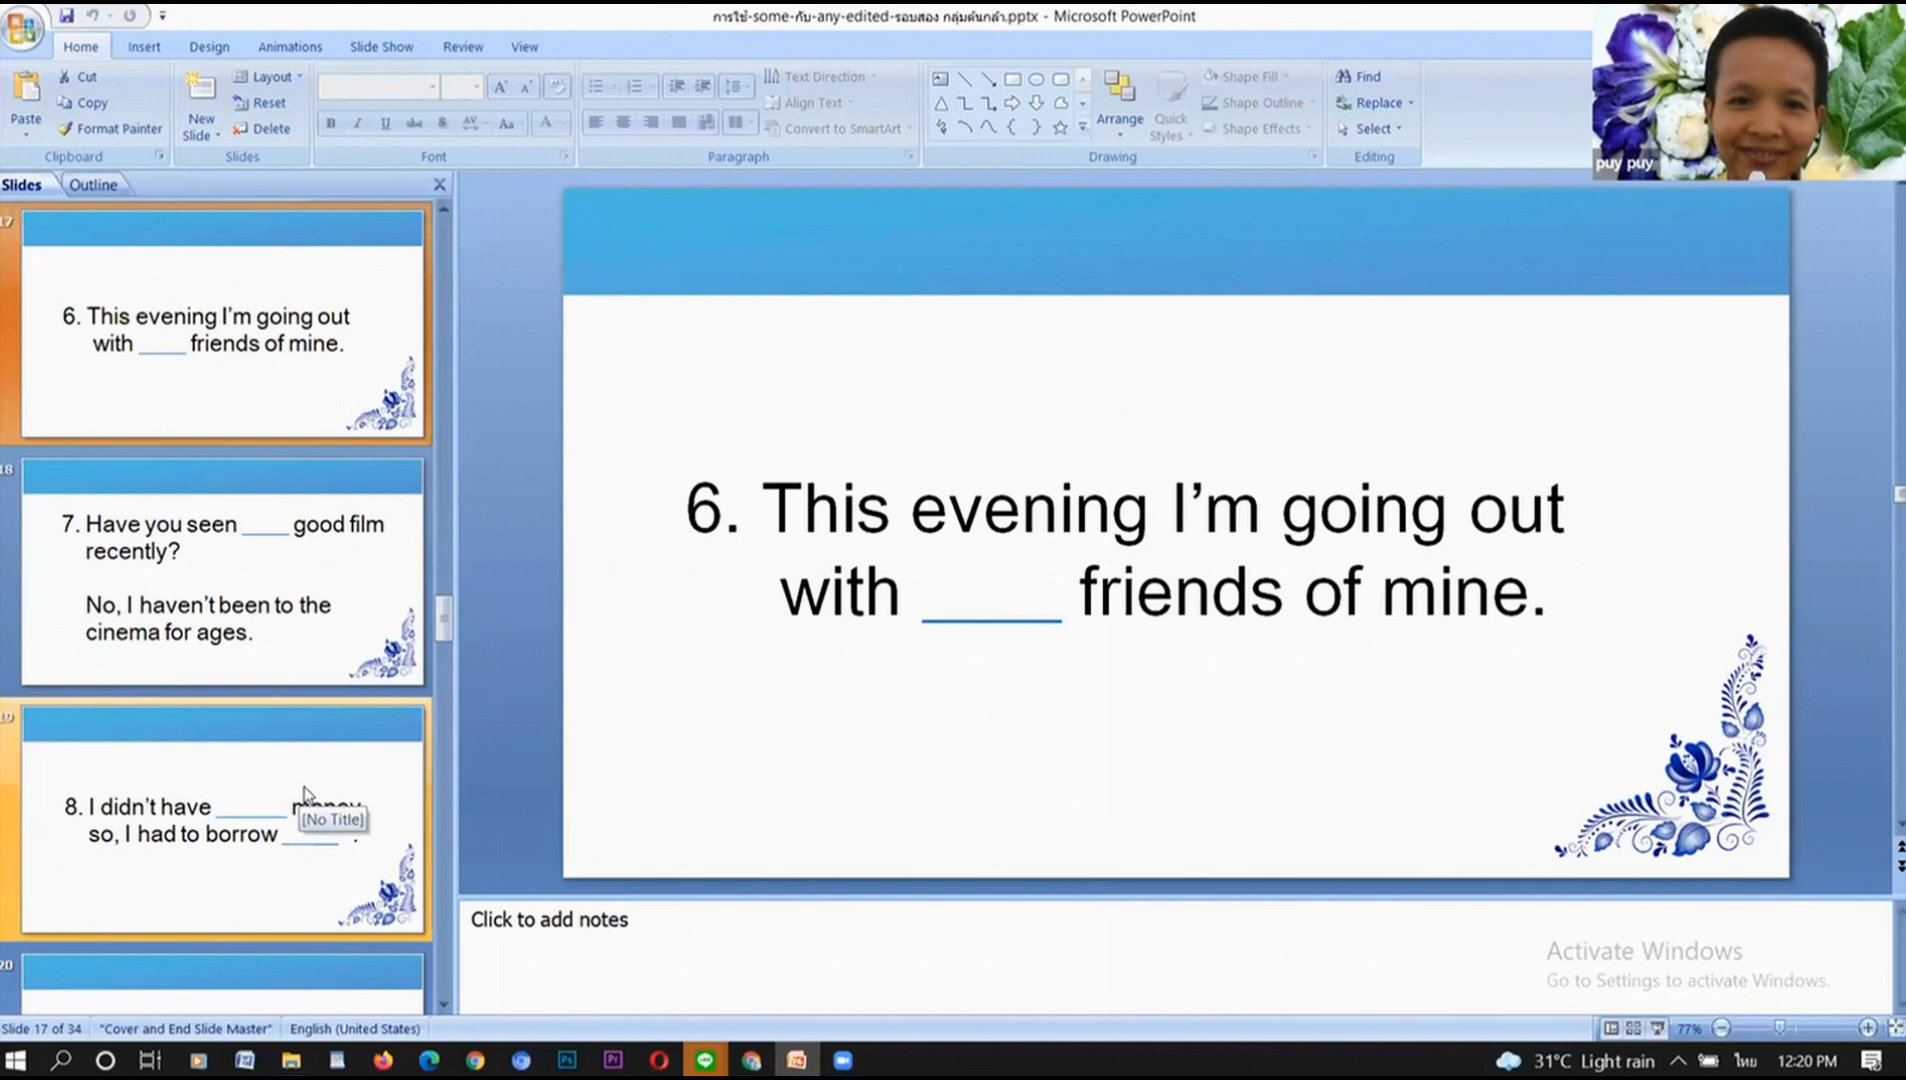 การใช้-some-กับ-any-edited-รอบสอง กลุ่มต้นกล้า.pptx - Microsoft PowerPoint
Home Insert Design Animations Slide Show Review View
Paste
Cut
Copy
Format Painter
Clipboard
New Slide
Layout
Reset
Delete
Slides
Font
Text Direction
Align Text
Convert to SmartArt
Paragraph
Arrange
Quick Styles
Shape Fill
Shape Outline
Shape Effects
Drawing
Find
Replace
Select
Editing
puy puy
Slides Outline
17
6. This evening I'm going out
with ____ friends of mine.
18
7. Have you seen ____ good film
recently?
No, I haven't been to the
cinema for ages.
19
8. I didn't have ______ money
so, I had to borrow _____ .
[No Title]
20
6. This evening I’m going out
with _____ friends of mine.
Click to add notes
Activate Windows
Go to Settings to activate Windows.
Slide 17 of 34 "Cover and End Slide Master" English (United States) 77%
31°C Light rain ไทย 12:20 PM